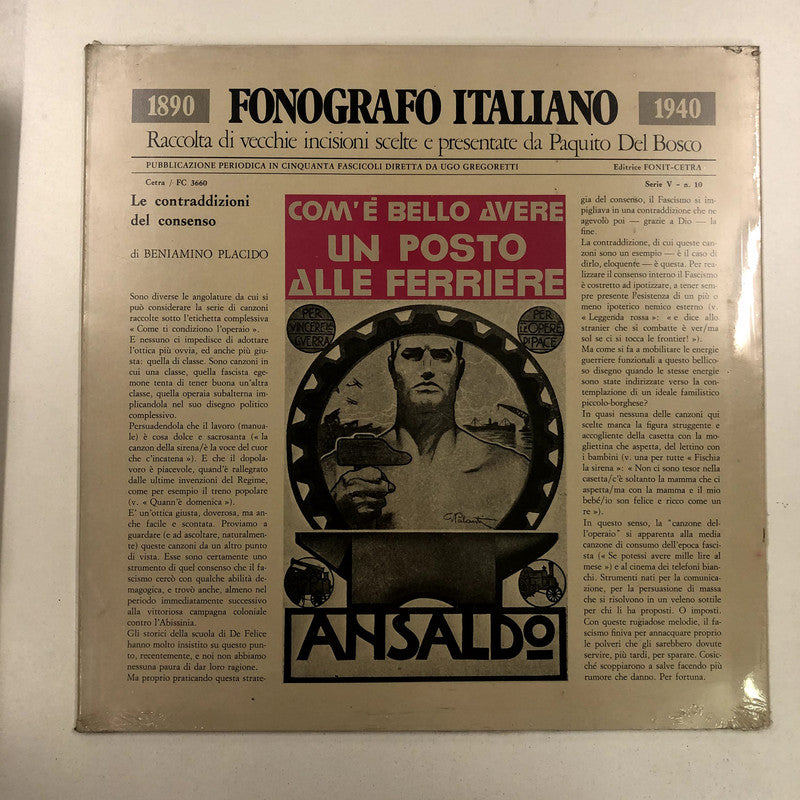 1890
FONOGRAFO ITALIANO
1940
Raccolta di vecchie incisioni scelte e presentate da Paquito Del Bosco
PUBBLICAZIONE PERIODICA IN CINQUANTA FASCICOLI DIRETTA DA UGO GREGORETTI
Editrice FONIT-CETRA
Cetra / FC 3660
Serie V - n. 10
Le contraddizioni
del consenso
di BENIAMINO PLACIDO
Sono diverse le angolature da cui si
può considerare la serie di canzoni
raccolte sotto l'etichetta complessiva
« Come ti condiziono l'operaio ».
E nessuno ci impedisce di adottare
l'ottica più ovvia, ed anche più giu-
sta: quella di classe. Sono canzoni in
cui una classe, quella fascista ege-
mone tenta di tener buona un'altra
classe, quella operaia subalterna im-
plicandola nel suo disegno politico
complessivo.
Persuadendola che il lavoro (manua-
le) è cosa dolce e sacrosanta (« la
canzon della sirena/è la voce del cuor
che c'incatena »). E che il dopola-
voro è piacevole, quand'è rallegrato
dalle ultime invenzioni del Regime,
come per esempio il treno popolare
(v. « Quann'è domenica »).
E' un'ottica giusta, doverosa, ma an-
che facile e scontata. Proviamo a
guardare (e ad ascoltare, naturalmen-
te) queste canzoni da un altro punto
di vista. Esse sono certamente uno
strumento di quel consenso che il fa-
scismo cercò con qualche abilità de-
magogica, e trovò anche, almeno nel
periodo immediatamente successivo
alla vittoriosa campagna coloniale
contro l'Abissinia.
Gli storici della scuola di De Felice
hanno molto insistito su questo pun-
to, recentemente, e noi non abbiamo
nessuna paura di dar loro ragione.
Ma proprio praticando questa strate-
COM'É BELLO AVERE
UN POSTO
ALLE FERRIERE
PER
VINCERE LA
GUERRA
PER
LE OPERE
DI PACE
G. Palanti
ANSALDO
gia del consenso, il Fascismo si im-
pigliava in una contraddizione che ne
agevolò poi — grazie a Dio — la
fine.
La contraddizione, di cui queste can-
zoni sono un esempio — è il caso di
dirlo, eloquente — è questa. Per rea-
lizzare il consenso interno il Fascismo
è costretto ad ipotizzare, a tener sem-
pre presente l'esistenza di un più o
meno ipoterico nemico esterno (v.
« Leggenda rossa »: « e dice allo
stranier che si combatte è ver/ma
sol se ci si tocca le frontier! »).
Ma come si fa a mobilitare le energie
guerriere funzionali a questo bellico-
so disegno quando le stesse energie
sono state indirizzate verso la con-
templazione di un ideale familistico
piccolo-borghese?
In quasi nessuna delle canzoni qui
scelte manca la figura struggente e
accogliente della casetta con la mo-
gliettina che aspetta, del lettino con
i bambini (v. una per tutte « Fischia
la sirena »: « Non ci sono tesor nella
casetta/c'è soltanto la mamma che ci
aspetta/ma con la mamma e il mio
bebé/io son felice e ricco come un
re »).
In questo senso, la "canzone del-
l'operaio" si apparenta alla media
canzone di consumo dell'epoca fasci-
sta (« Se potessi avere mille lire al
mese ») e al cinema dei telefoni bian-
chi. Strumenti nati per la comunica-
zione, per la persuasione di massa
che si risolvono in un veleno sottile
per chi li ha proposti. O imposti.
Con queste rugiadose melodie, il fa-
scismo finiva per annacquare proprio
le polveri che gli sarebbero dovute
servire, più tardi, per sparare. Cosic-
ché scoppiarono a salve facendo più
rumore che danno. Per fortuna.